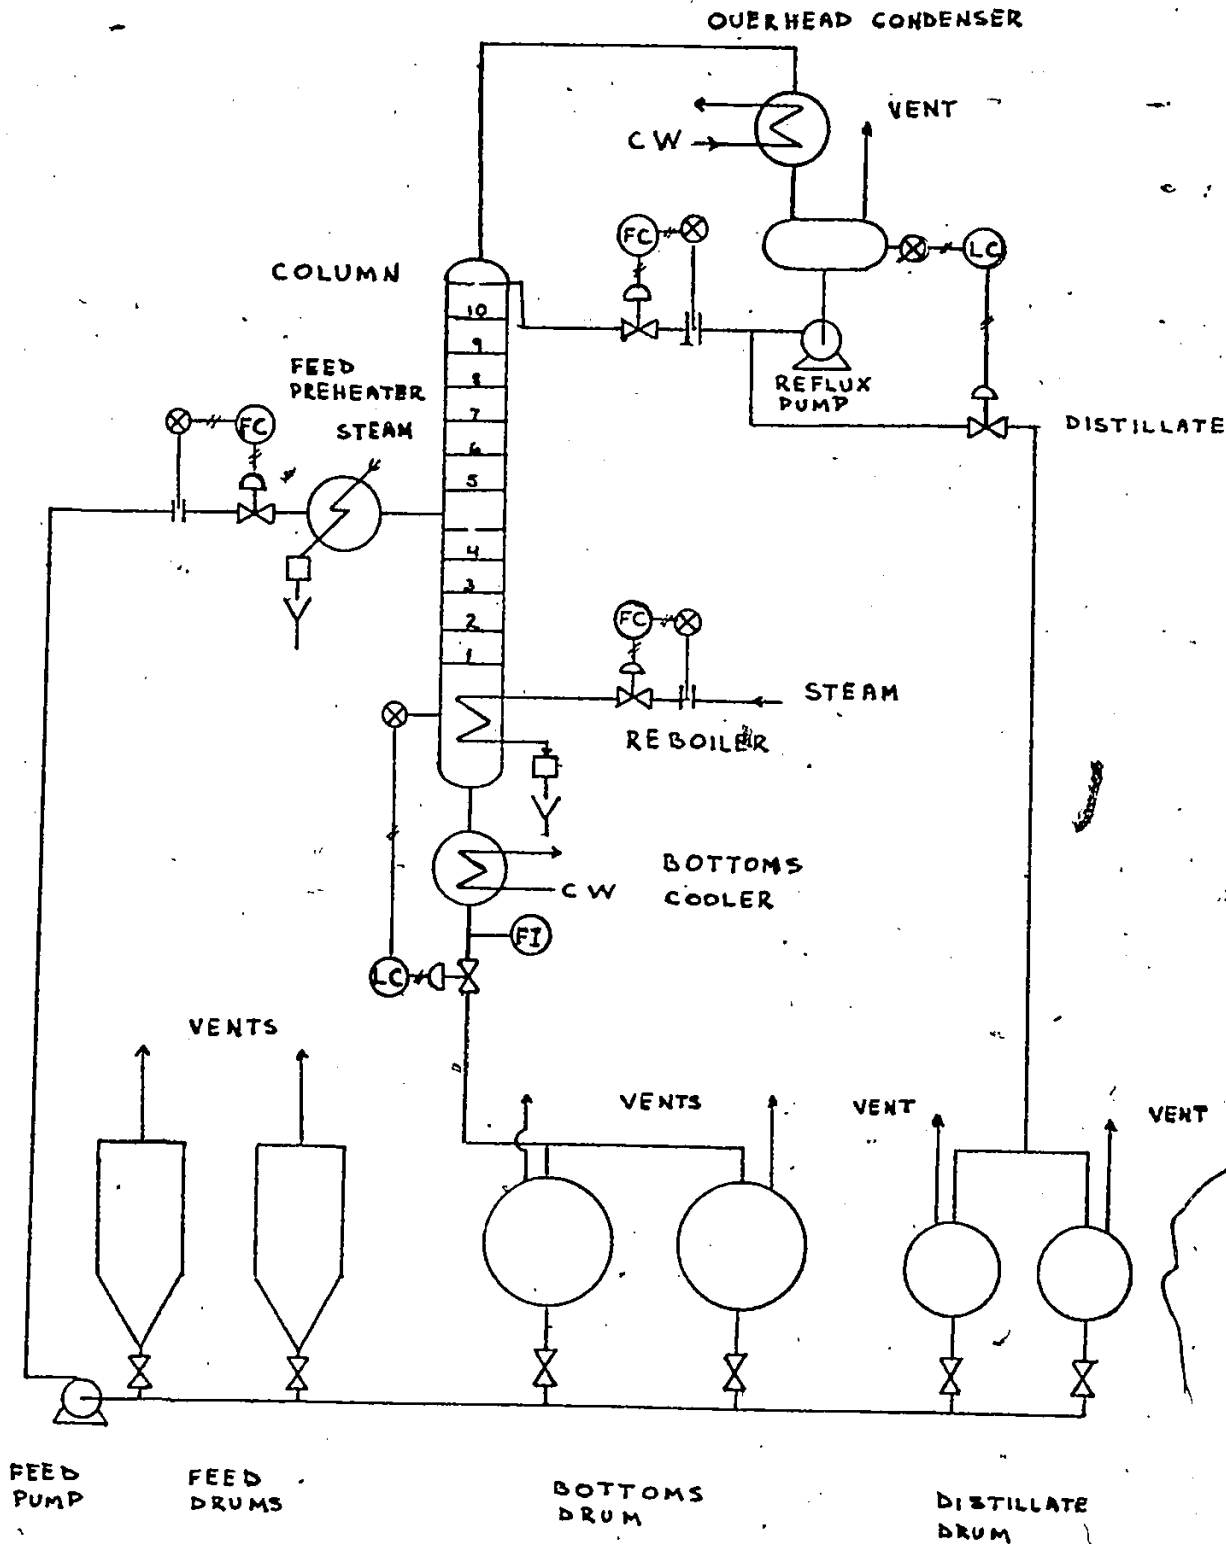 OVERHEAD CONDENSER
VENT
CW
FC
LC
COLUMN
10
9
8
7
6
5
4
3
2
1
FEED
PREHEATER
STEAM
FC
REFLUX
PUMP
DISTILLATE
FC
STEAM
REBOILER
BOTTOMS
COOLER
CW
FI
LC
VENTS
VENTS
VENT
VENT
FEED
PUMP
FEED
DRUMS
BOTTOMS
DRUM
DISTILLATE
DRUM